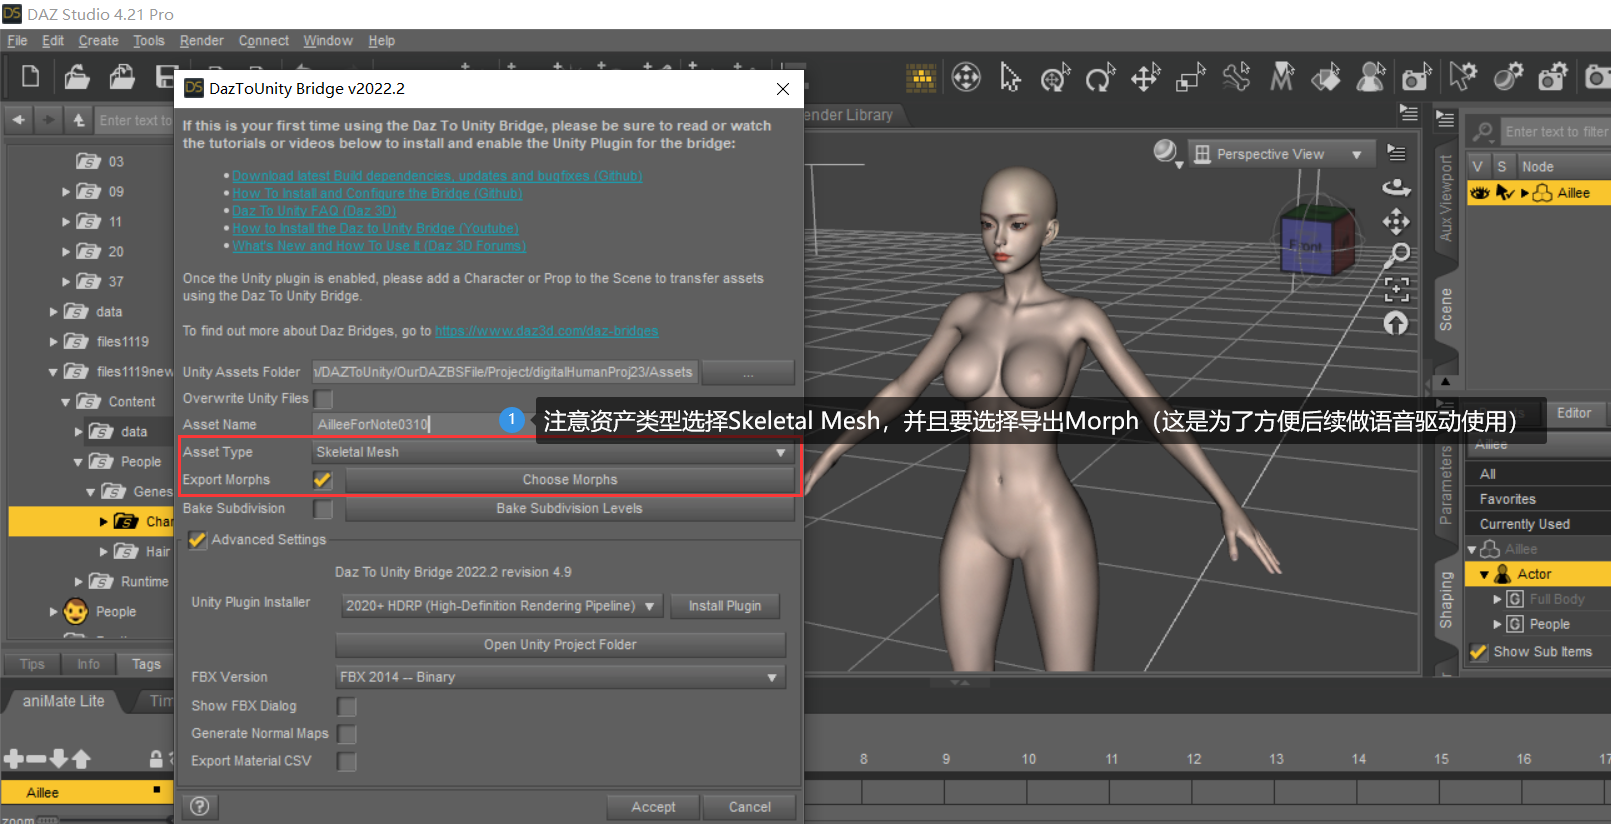 DAZ Studio 4.21 Pro
File Edit Create Tools Render Connect Window Help
DazToUnity Bridge v2022.2
Enter text to
If this is your first time using the Daz To Unity Bridge, please be sure to read or watch
the tutorials or videos below to install and enable the Unity Plugin for the bridge:
•Download latest Build dependencies, updates and bugfixes (Github)
•How To Install and Configure the Bridge (Github)
•Daz To Unity FAQ (Daz 3D)
•How to Install the Daz to Unity Bridge (Youtube)
•What's New and How To Use It (Daz 3D Forums)
Once the Unity plugin is enabled, please add a Character or Prop to the Scene to transfer assets
using the Daz To Unity Bridge.
To find out more about Daz Bridges, go to https://www.daz3d.com/daz-bridges
Unity Assets Folder /DAZToUnity/OurDAZBSFile/Project/digitalHumanProj23/Assets ...
Overwrite Unity Files
Asset Name AilleeForNote0310
1 注意资产类型选择Skeletal Mesh，并且要选择导出Morph（这是为了方便后续做语音驱动使用）
Asset Type Skeletal Mesh
Export Morphs Choose Morphs
Bake Subdivision Bake Subdivision Levels
Advanced Settings
Daz To Unity Bridge 2022.2 revision 4.9
Unity Plugin Installer 2020+ HDRP (High-Definition Rendering Pipeline) Install Plugin
Open Unity Project Folder
FBX Version FBX 2014 -- Binary
Show FBX Dialog
Generate Normal Maps
Export Material CSV
? Accept Cancel
03
09
11
20
37
data
files1119
files1119new
Content
data
People
Genes
Char
Hair
Runtime
People
Tips Info Tags
aniMate Lite Tim
Aillee
zoom
ender Library
Perspective View
Front
8 9 10 11 12 13 14 15 16 17
Aux Viewport
Scene
Parameters
Shaping
Enter text to filter
V S Node
Aillee
Editor
Aillee
All
Favorites
Currently Used
Aillee
Actor
G Full Body
G People
Show Sub Items